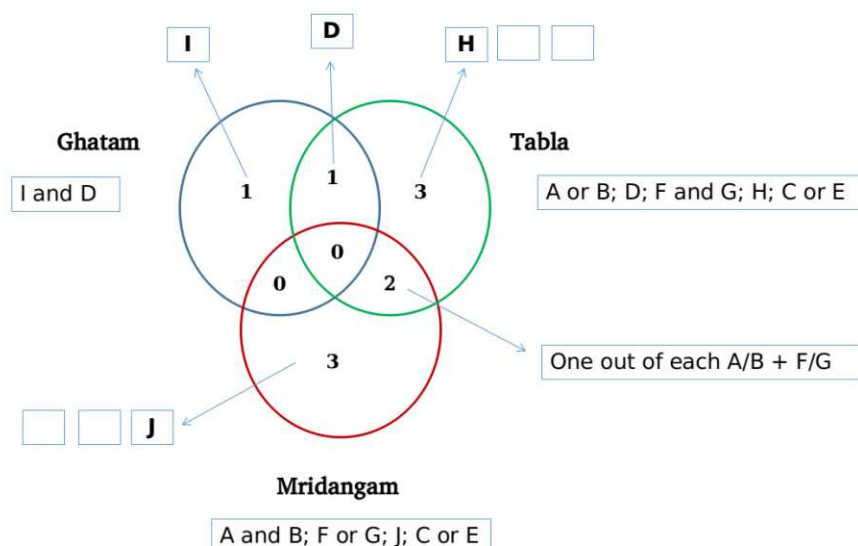 I
D
H
Ghatam
Tabla
I and D
A or B; D; F and G; H; C or E
1
1
3
0
0
2
One out of each A/B + F/G
3
J
Mridangam
A and B; F or G; J; C or E